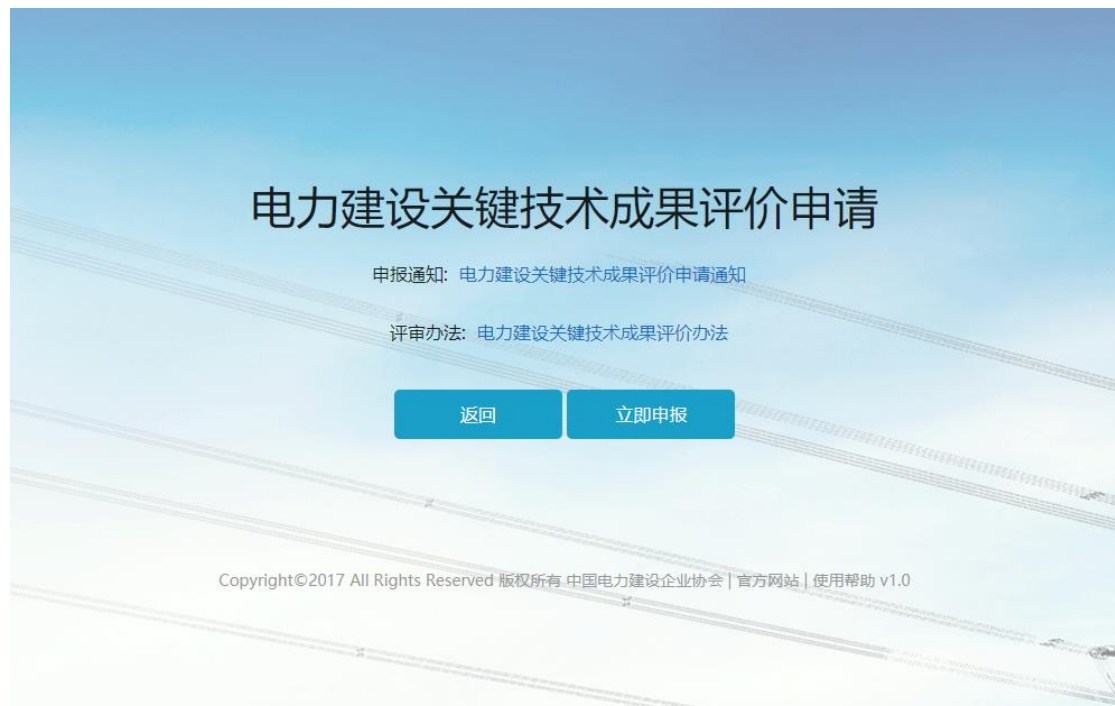 电力建设关键技术成果评价申请
申报通知: 电力建设关键技术成果评价申请通知
评审办法: 电力建设关键技术成果评价办法
返回 立即申报
Copyright©2017 All Rights Reserved 版权所有 中国电力建设企业协会 | 官方网站 | 使用帮助 v1.0